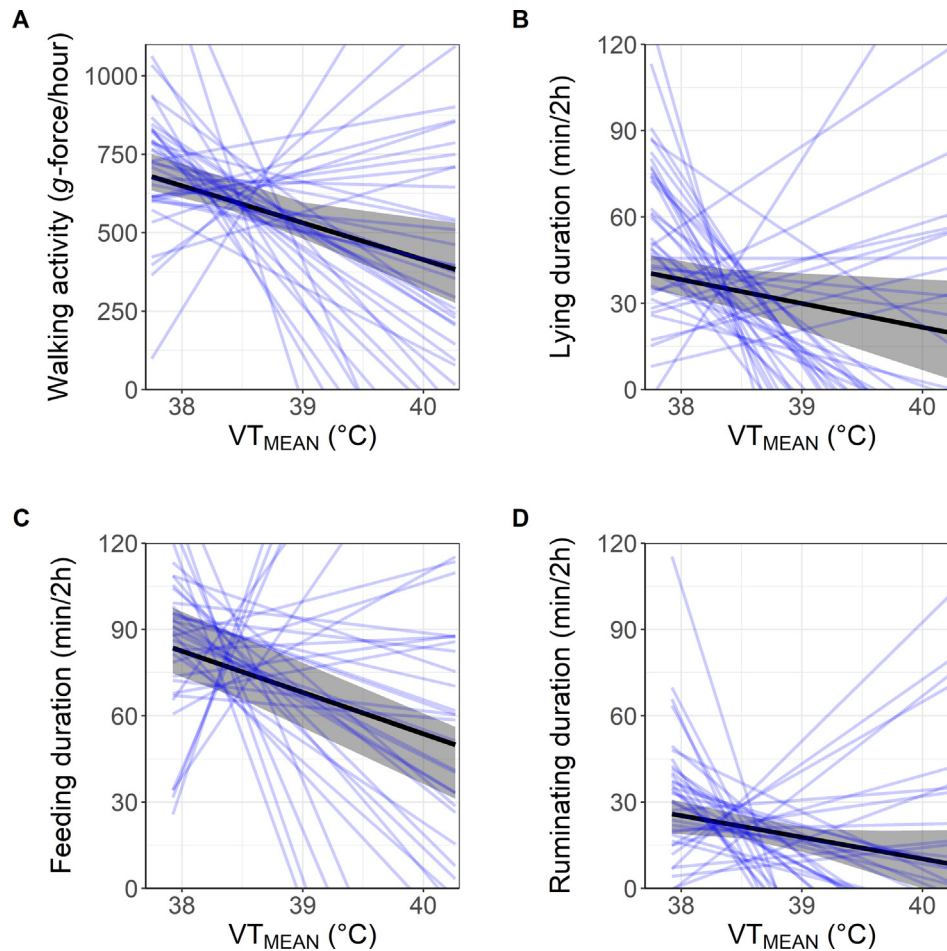 A
Walking activity (g-force/hour)
1000
750
500
250
0
38 39 40
VTMEAN (°C)
B
Lying duration (min/2h)
120
90
60
30
0
38 39 40
VTMEAN (°C)
C
Feeding duration (min/2h)
120
90
60
30
0
38 39 40
VTMEAN (°C)
D
Ruminating duration (min/2h)
120
90
60
30
0
38 39 40
VTMEAN (°C)